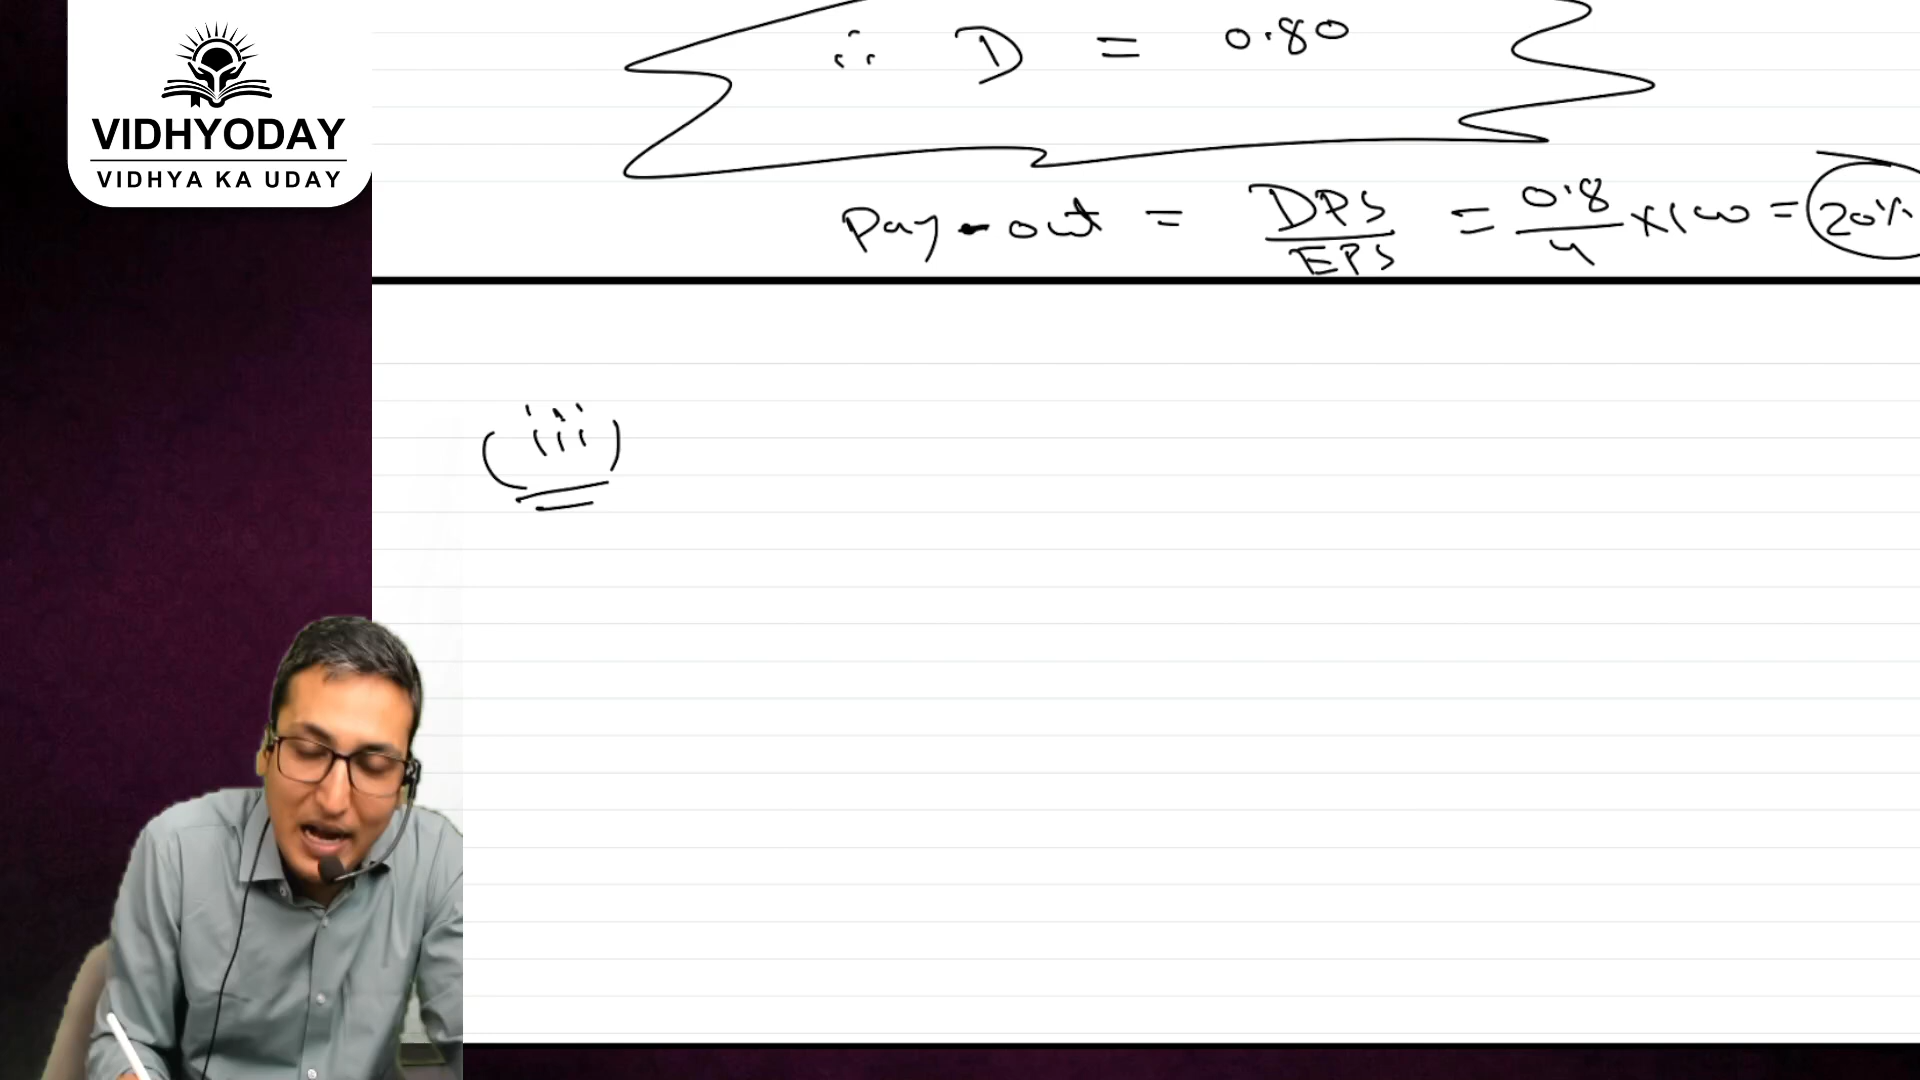 VIDHYODAY
VIDHYA KA UDAY
∴ D = 0.80
Pay-out = DPS/EPS = 0.8/4 × 100 = 20%
(iii)